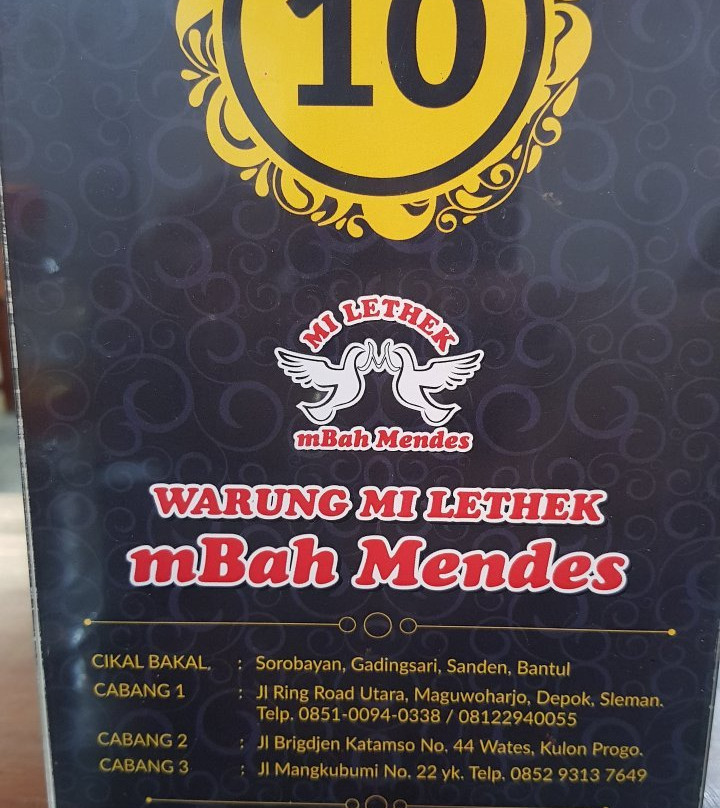 10
MI LETHEK
mBah Mendes
WARUNG MI LETHEK
mBah Mendes
CIKAL BAKAL : Sorobayan, Gadingsari, Sanden, Bantul
CABANG 1 : Jl Ring Road Utara, Maguwoharjo, Depok, Sleman.
Telp. 0851-0094-0338 / 08122940055
CABANG 2 : Jl Brigdjen Katamso No. 44 Wates, Kulon Progo.
CABANG 3 : Jl Mangkubumi No. 22 yk. Telp. 0852 9313 7649